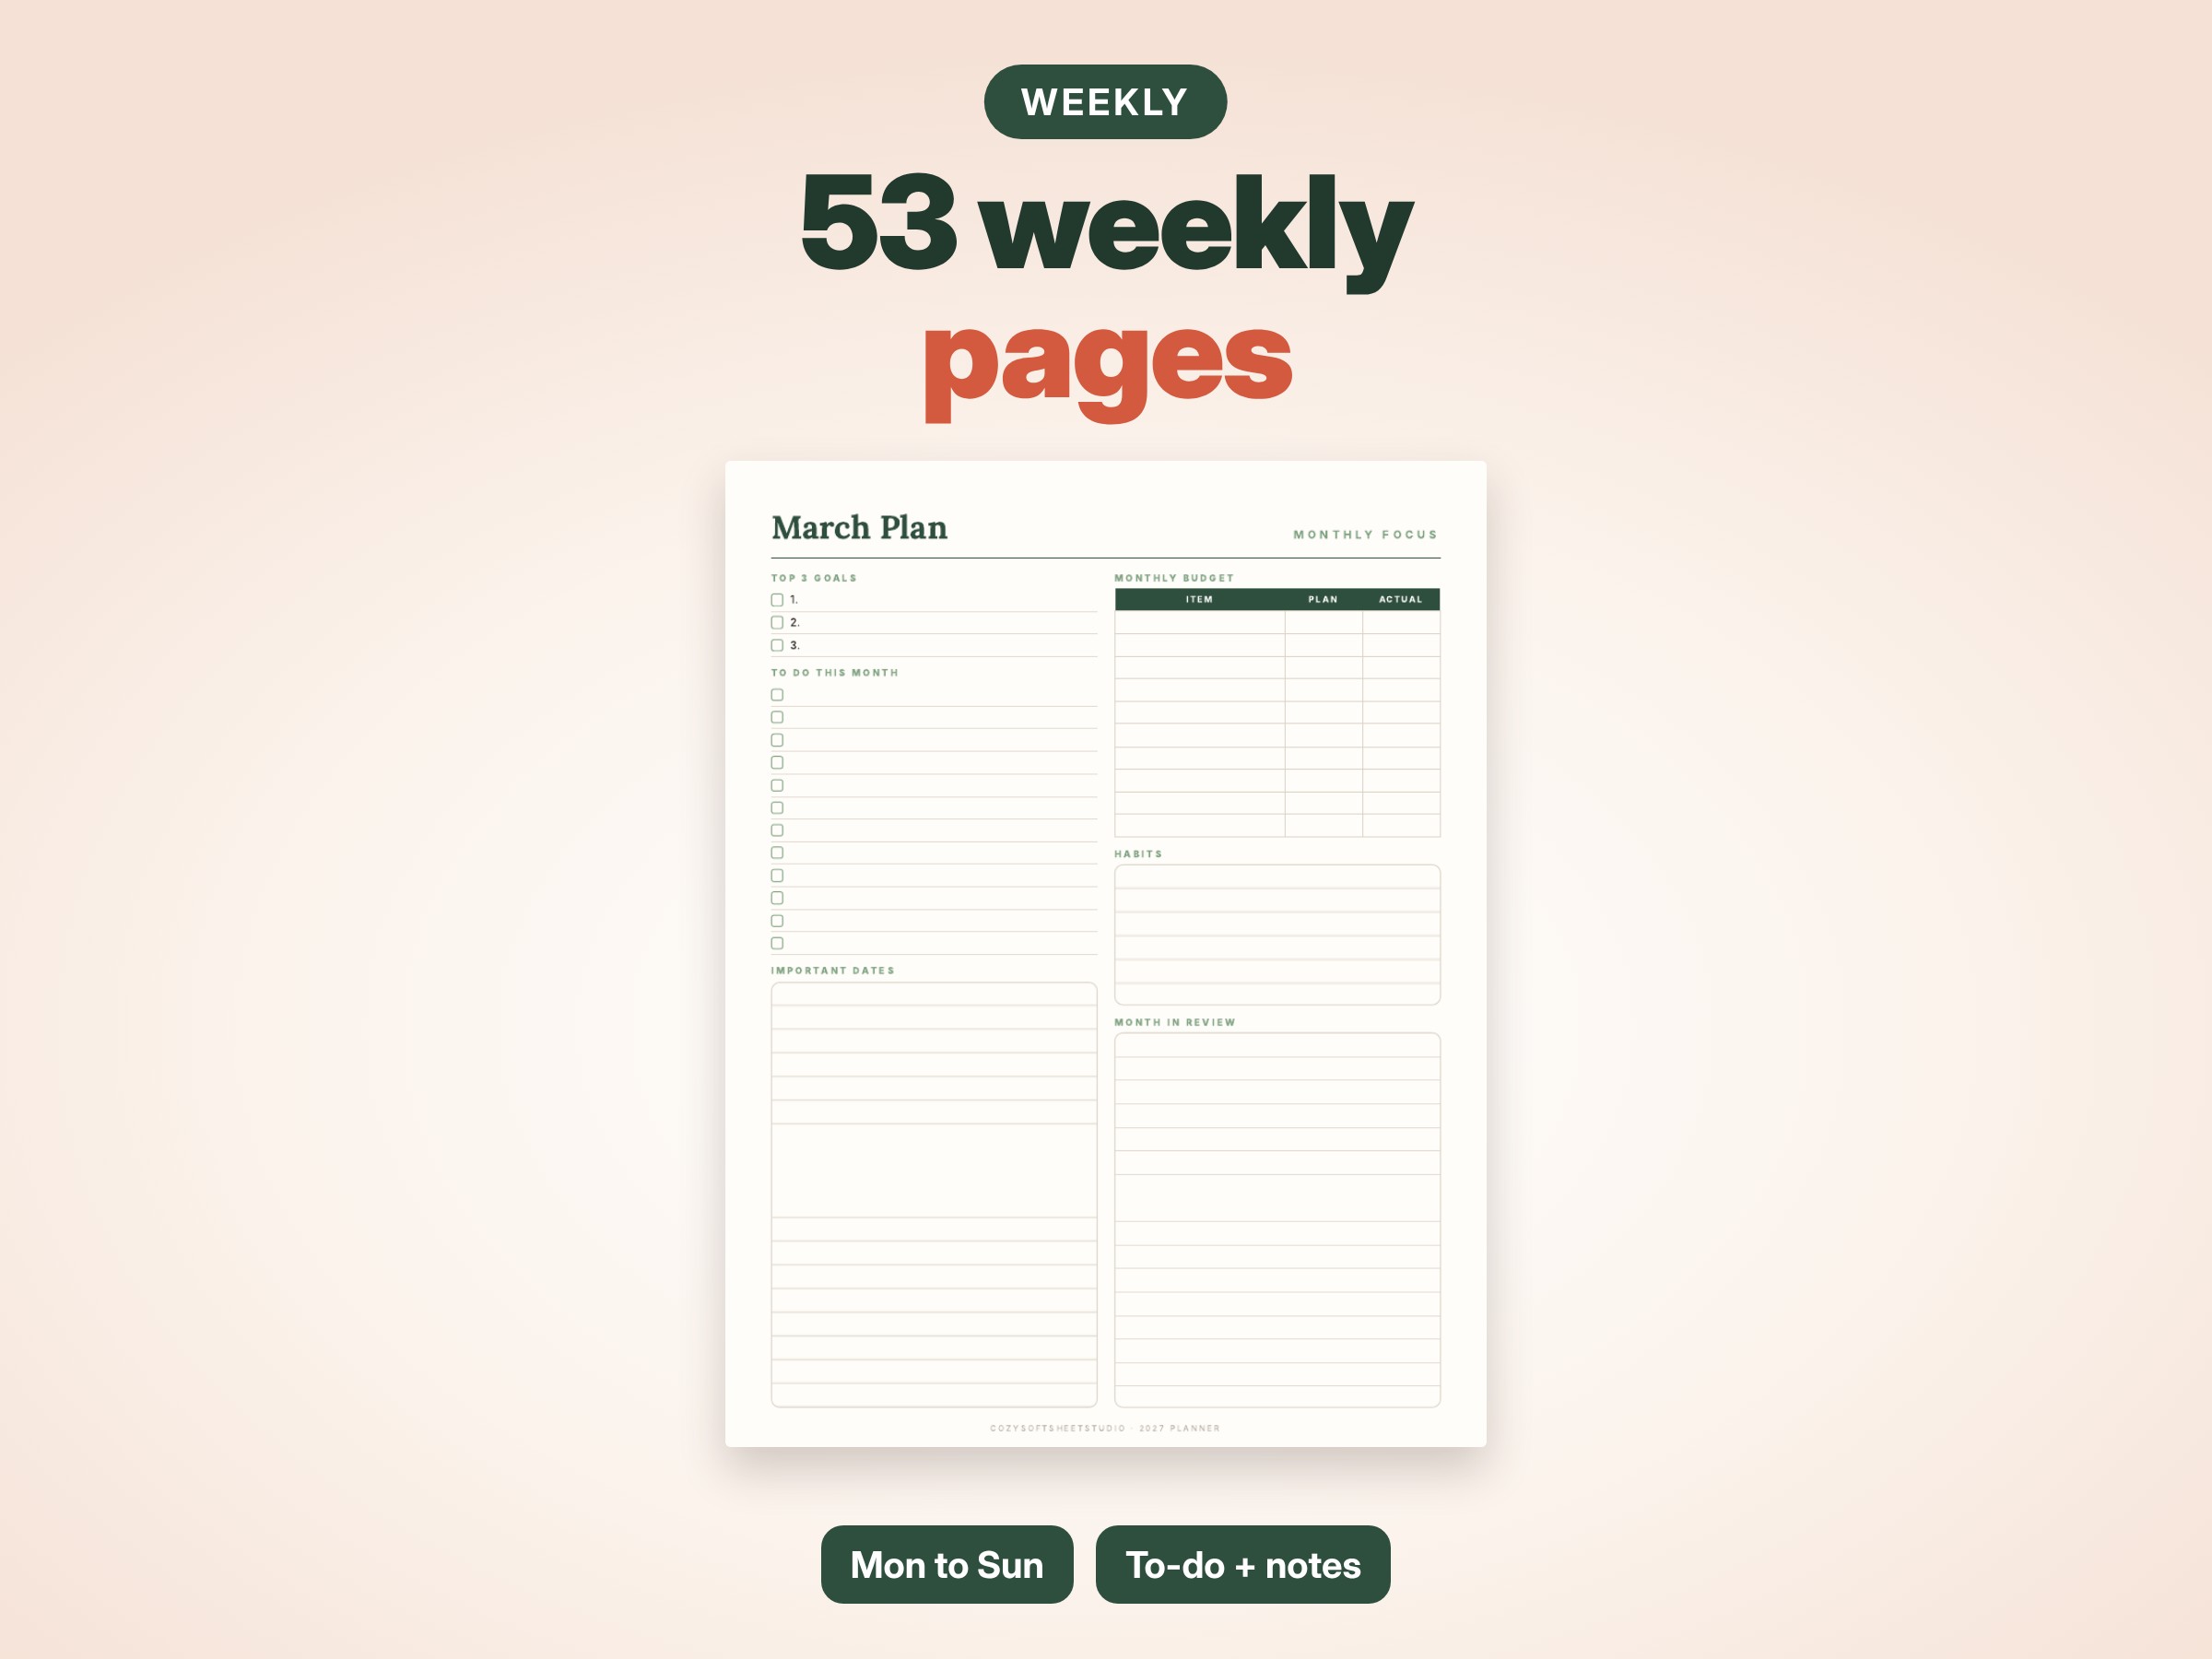 WEEKLY
53 weekly
pages
March Plan
MONTHLY FOCUS
TOP 3 GOALS
1.
2.
3.
TO DO THIS MONTH
IMPORTANT DATES
MONTHLY BUDGET
ITEM PLAN ACTUAL
HABITS
MONTH IN REVIEW
COZYSOFTSHEETSTUDIO · 2027 PLANNER
Mon to Sun
To-do + notes